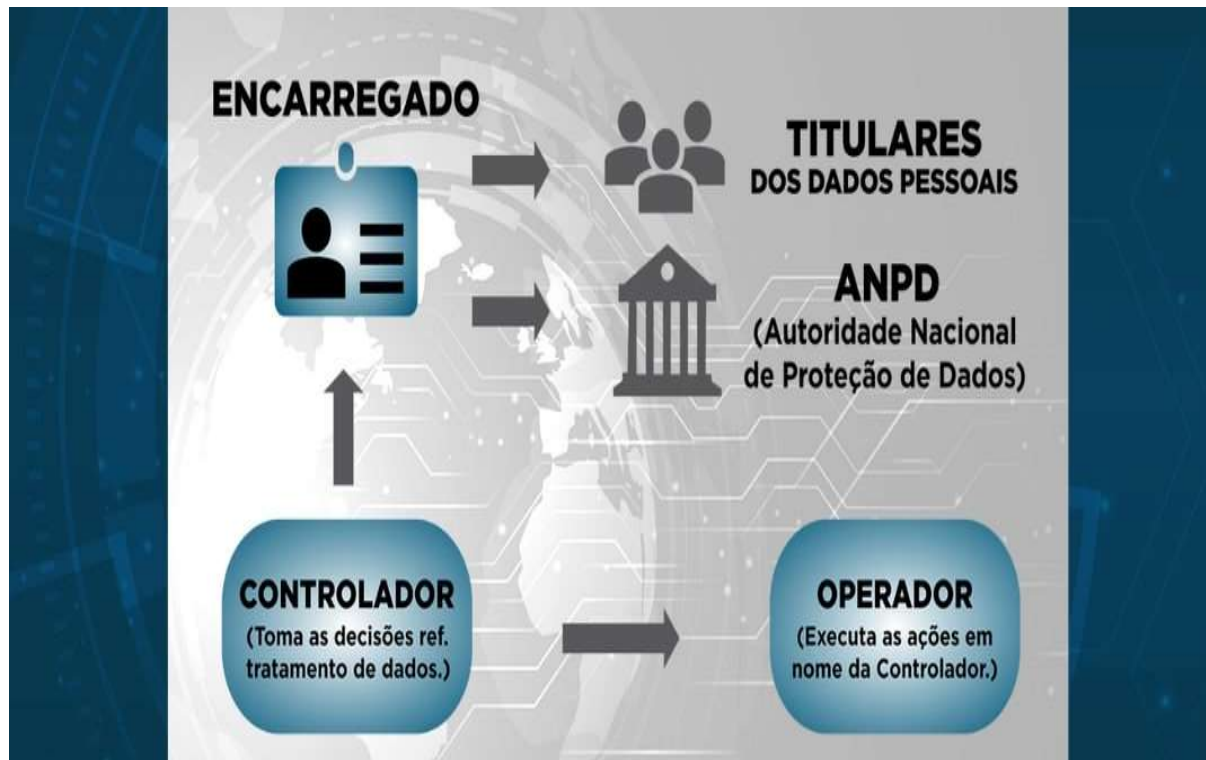 ENCARREGADO
TITULARES
DOS DADOS PESSOAIS
ANPD
(Autoridade Nacional
de Proteção de Dados)
CONTROLADOR
(Toma as decisões ref.
tratamento de dados.)
OPERADOR
(Executa as ações em
nome da Controlador.)